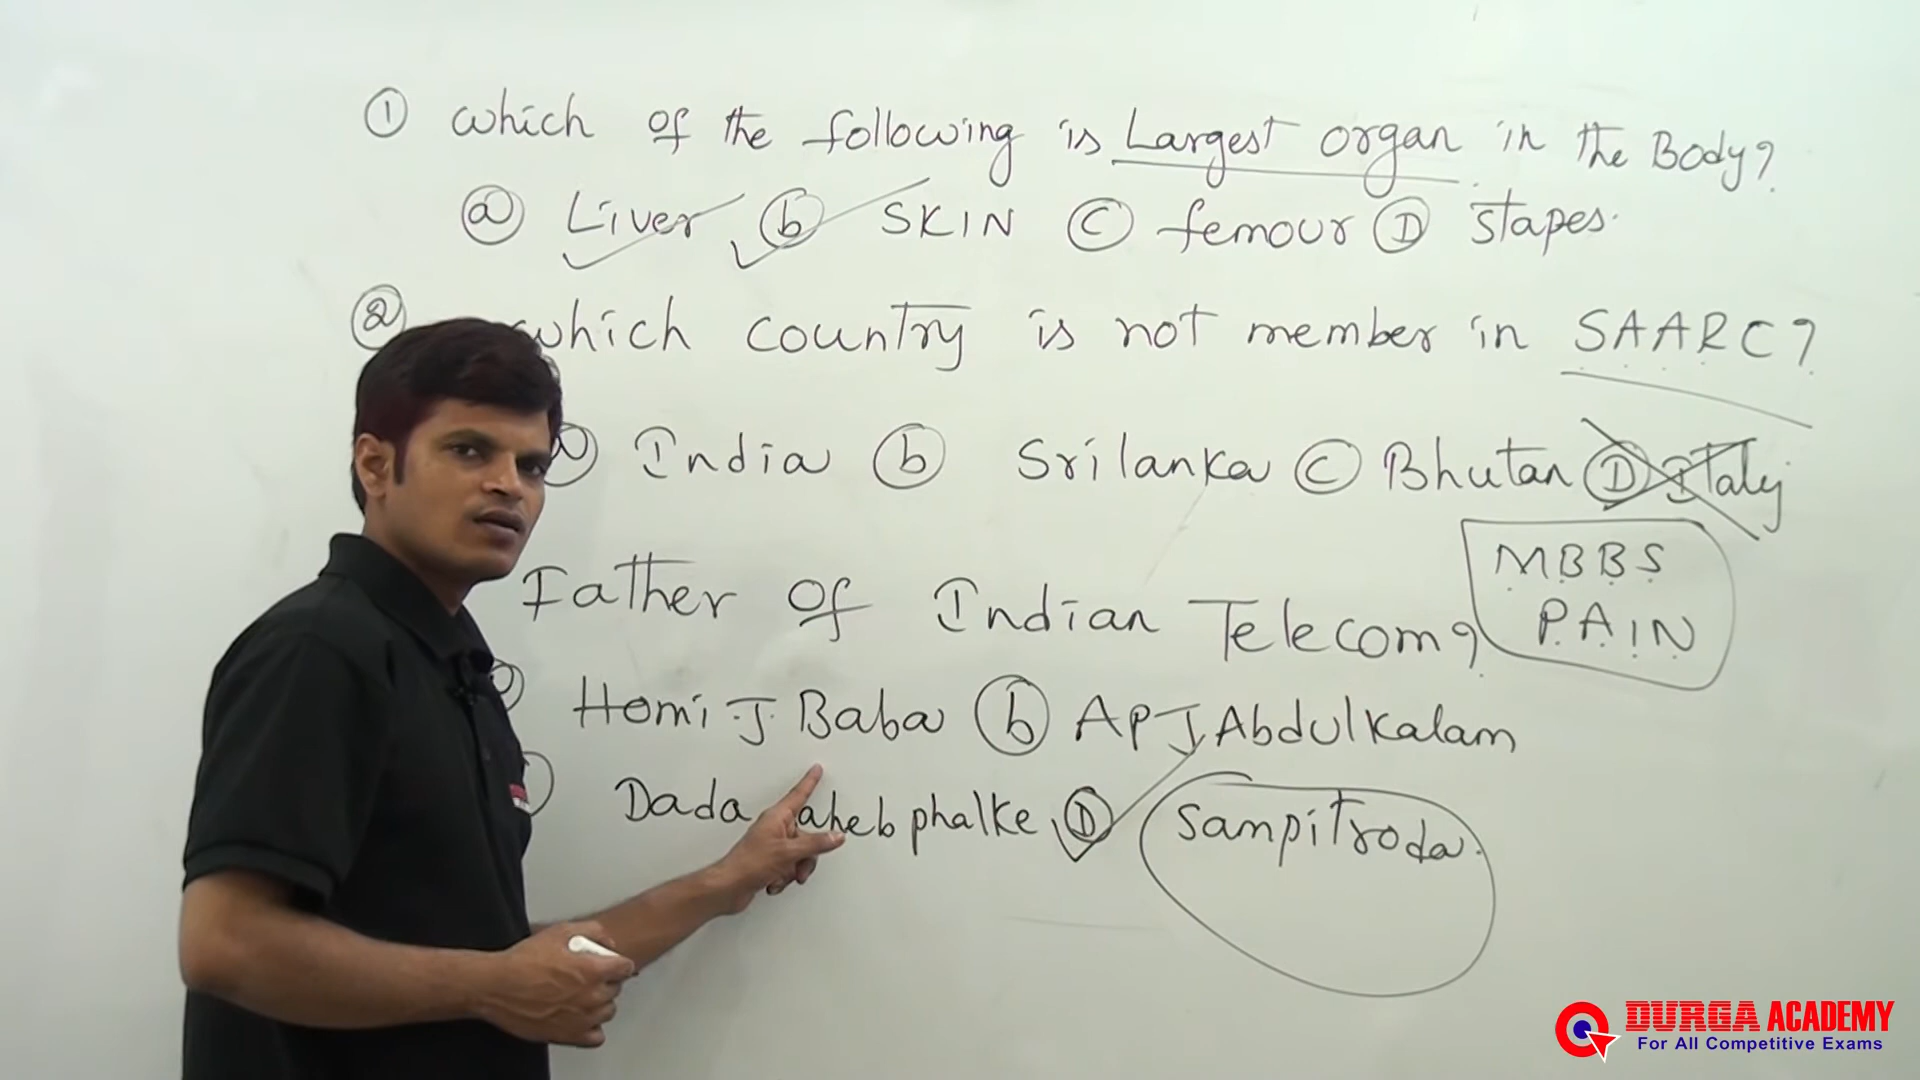 ① which of the following is Largest organ in the Body?
ⓐ Liver ⓑ SKIN Ⓒ femour Ⓓ stapes.
② which country is not member in SAARC?
ⓐ India ⓑ Srilanka Ⓒ Bhutan Ⓓ Italy
MBBS
PAIN
Father of Indian Telecom?
Homi.J.Baba ⓑ APJ Abdulkalam
Dada aheb phalke Ⓓ Sampitroda.
DURGA ACADEMY
For All Competitive Exams